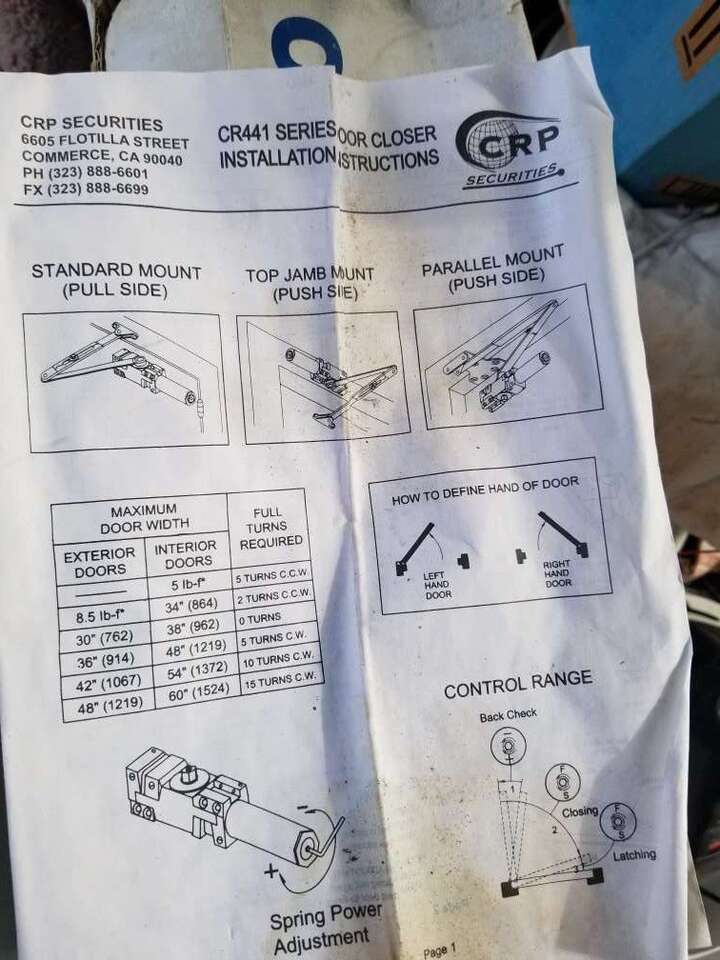 9
CRP SECURITIES
6605 FLOTILLA STREET
COMMERCE, CA 90040
PH (323) 888-6601
FX (323) 888-6699
CR441 SERIES OOR CLOSER
INSTALLATION NSTRUCTIONS
CRP
SECURITIES
STANDARD MOUNT
(PULL SIDE)
TOP JAMB MOUNT
(PUSH SIDE)
PARALLEL MOUNT
(PUSH SIDE)
MAXIMUM
DOOR WIDTH
FULL
TURNS
REQUIRED
EXTERIOR
DOORS
INTERIOR
DOORS
5 lb-f* 5 TURNS C.C.W.
8.5 lb-f* 34" (864) 2 TURNS C.C.W.
30" (762) 38" (962) 0 TURNS
36" (914) 48" (1219) 5 TURNS C.W.
42" (1067) 54" (1372) 10 TURNS C.W.
48" (1219) 60" (1524) 15 TURNS C.W.
HOW TO DEFINE HAND OF DOOR
LEFT
HAND
DOOR
RIGHT
HAND
DOOR
CONTROL RANGE
Back Check
1
F
S
Closing
2
F
S
Latching
3
- +
Spring Power
Adjustment
Page 1